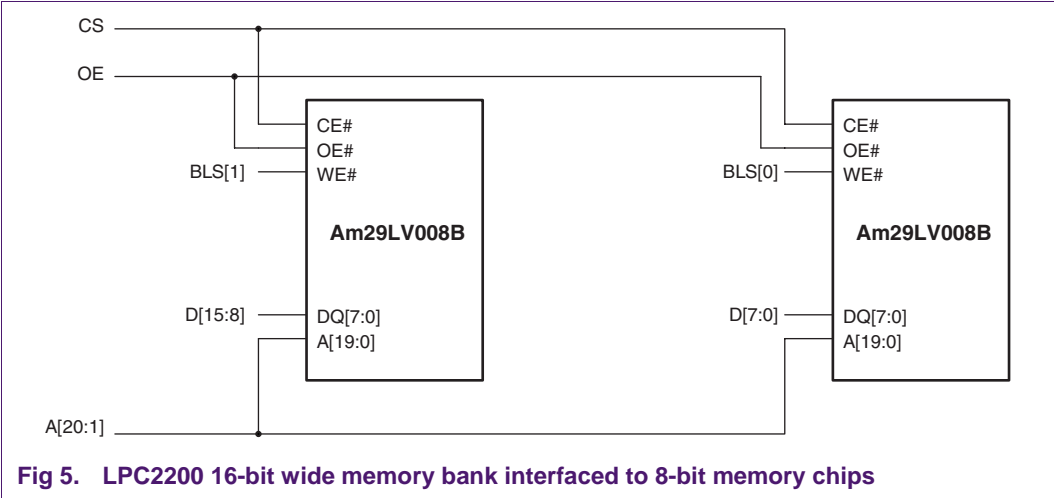 CS
OE
CE#
OE#
BLS[1]
WE#
Am29LV008B
D[15:8]
DQ[7:0]
A[19:0]
CE#
OE#
BLS[0]
WE#
Am29LV008B
D[7:0]
DQ[7:0]
A[19:0]
A[20:1]
Fig 5. LPC2200 16-bit wide memory bank interfaced to 8-bit memory chips